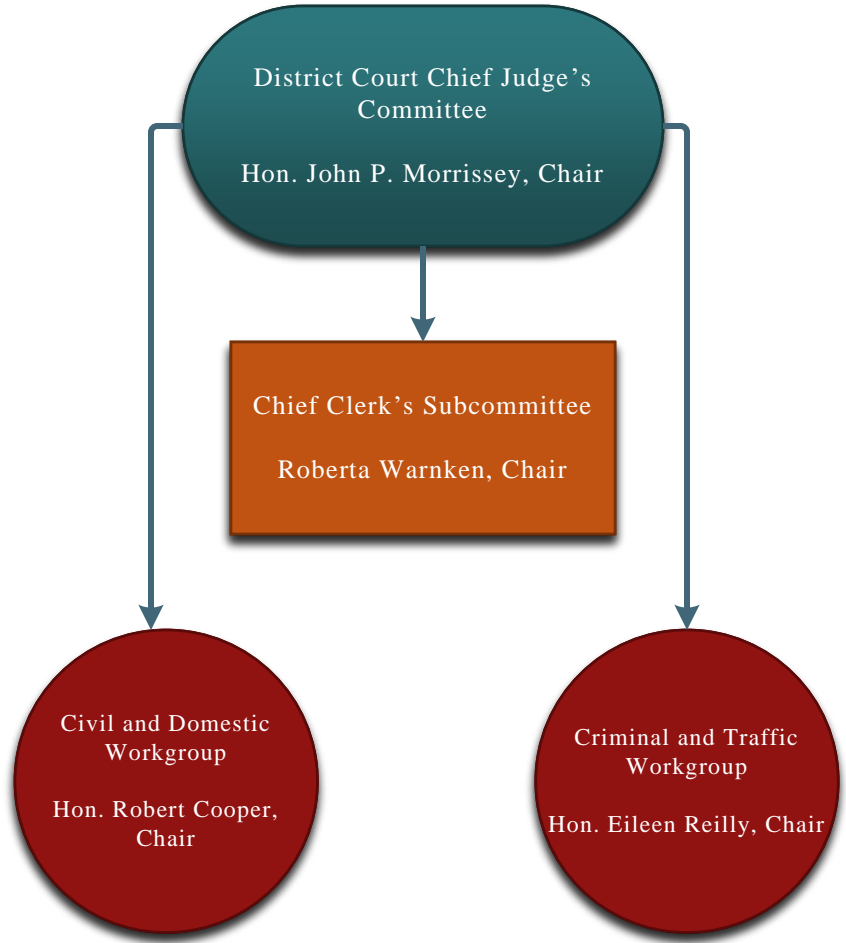 District Court Chief Judge’s
Committee
Hon. John P. Morrissey, Chair
Chief Clerk’s Subcommittee
Roberta Warnken, Chair
Civil and Domestic
Workgroup
Hon. Robert Cooper,
Chair
Criminal and Traffic
Workgroup
Hon. Eileen Reilly, Chair